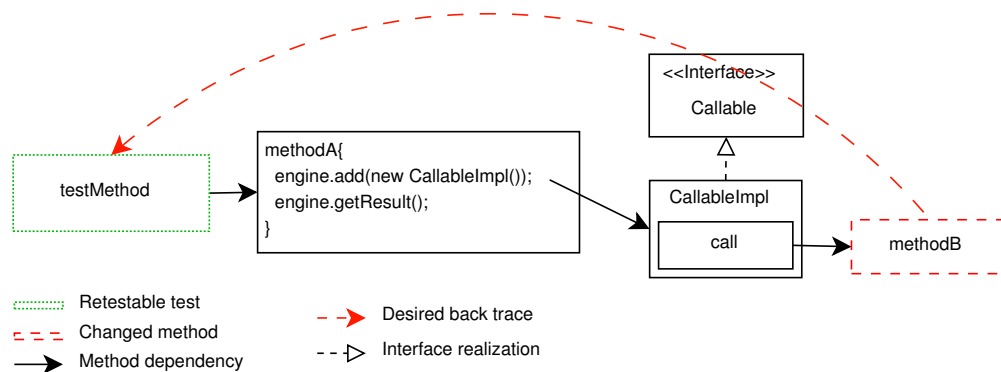 <<Interface>>
Callable
testMethod
methodA{
engine.add(new CallableImpl());
engine.getResult();
}
CallableImpl
call
methodB
Retestable test
Changed method
Method dependency
Desired back trace
Interface realization